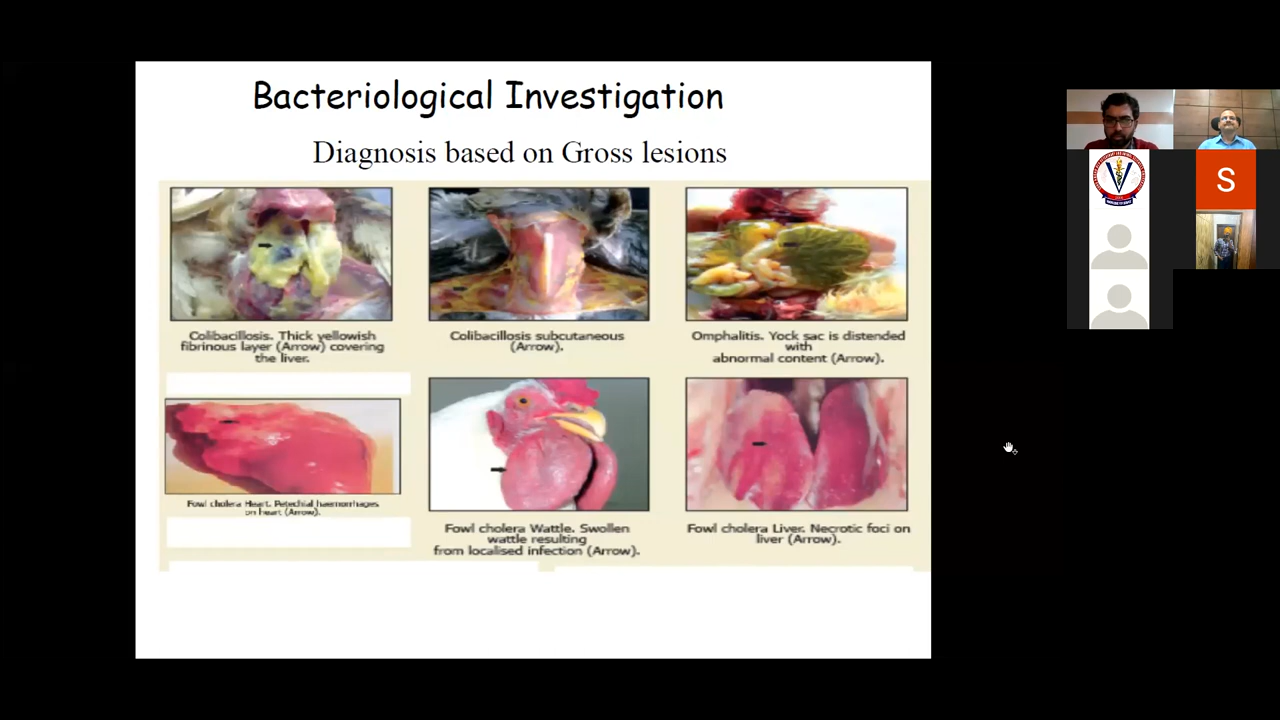 Bacteriological Investigation
Diagnosis based on Gross lesions
Colibacillosis. Thick yellowish
fibrinous layer (Arrow) covering
the liver.
Colibacillosis subcutaneous
(Arrow).
Omphalitis. Yock sac is distended
with
abnormal content (Arrow).
Fowl cholera Heart. Petechial haemorrhages
on heart (Arrow).
Fowl cholera Wattle. Swollen
wattle resulting
from localised infection (Arrow).
Fowl cholera Liver. Necrotic foci on
liver (Arrow).
S